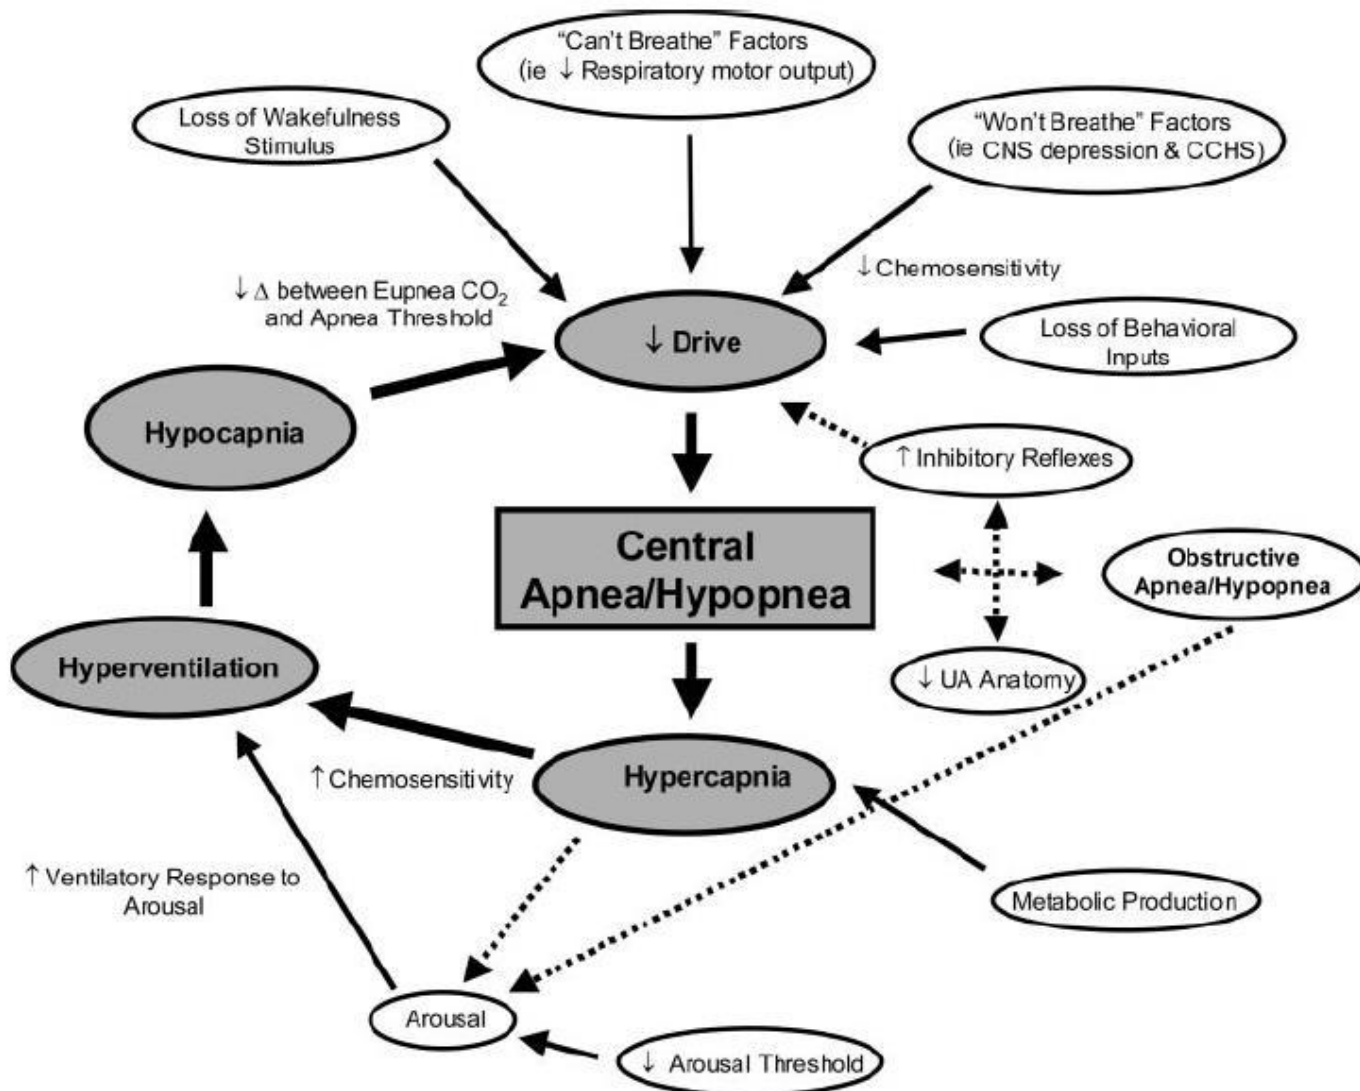 “Can't Breathe” Factors
(ie ↓ Respiratory motor output)
Loss of Wakefulness
Stimulus
“Won't Breathe” Factors
(ie CNS depression & CCHS)
↓ Chemosensitivity
↓ Δ between Eupnea CO₂
and Apnea Threshold
↓ Drive
Loss of Behavioral
Inputs
Hypocapnia
↑ Inhibitory Reflexes
Central
Apnea/Hypopnea
Obstructive
Apnea/Hypopnea
Hyperventilation
↓ UA Anatomy
↑ Chemosensitivity
Hypercapnia
↑ Ventilatory Response to
Arousal
Metabolic Production
Arousal
↓ Arousal Threshold